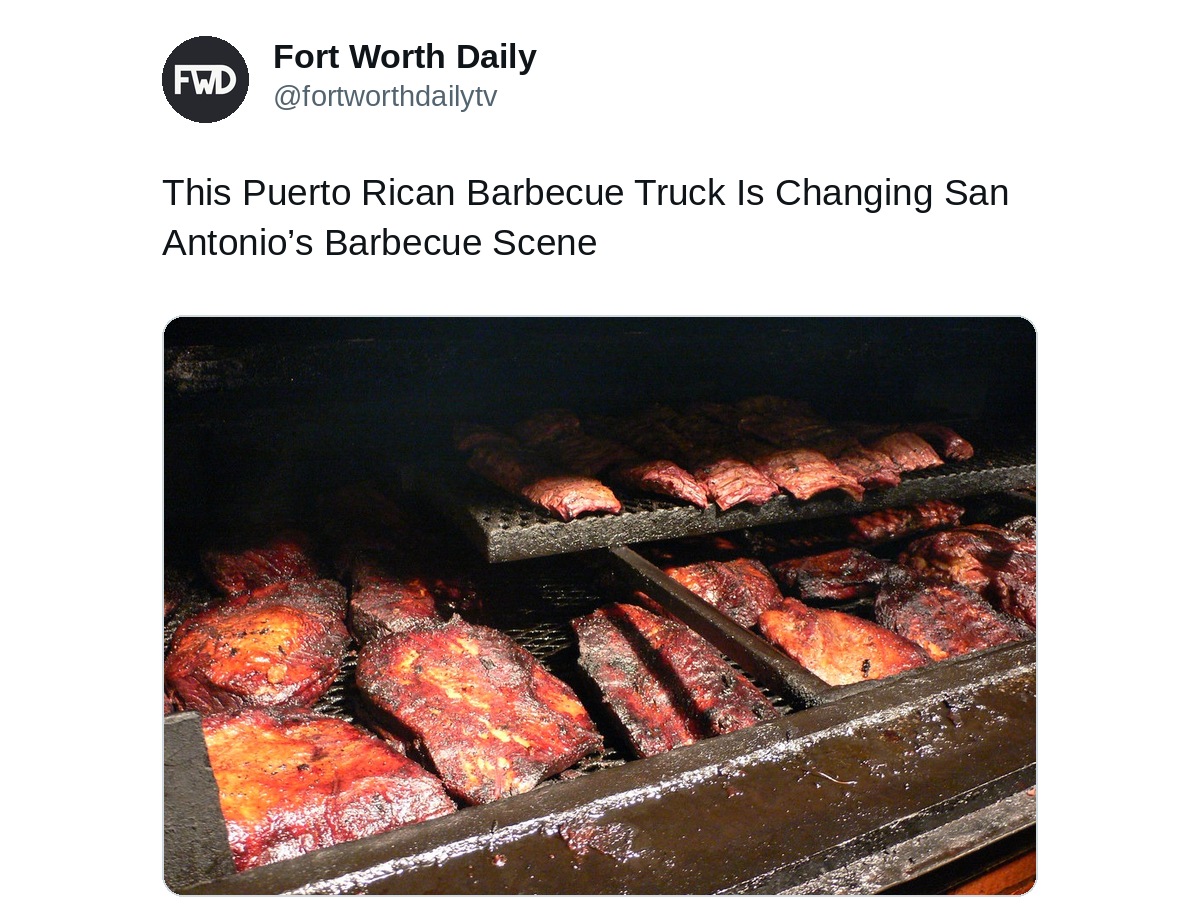 FWD
Fort Worth Daily
@fortworthdailytv
This Puerto Rican Barbecue Truck Is Changing San
Antonio’s Barbecue Scene